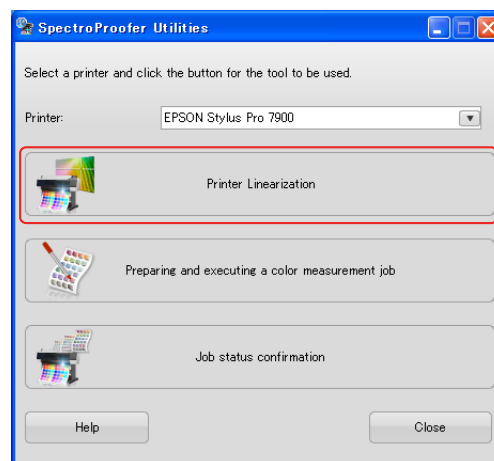 SpectroProofer Utilities
Select a printer and click the button for the tool to be used.
Printer:
EPSON Stylus Pro 7900
Printer Linearization
Preparing and executing a color measurement job
Job status confirmation
Help
Close